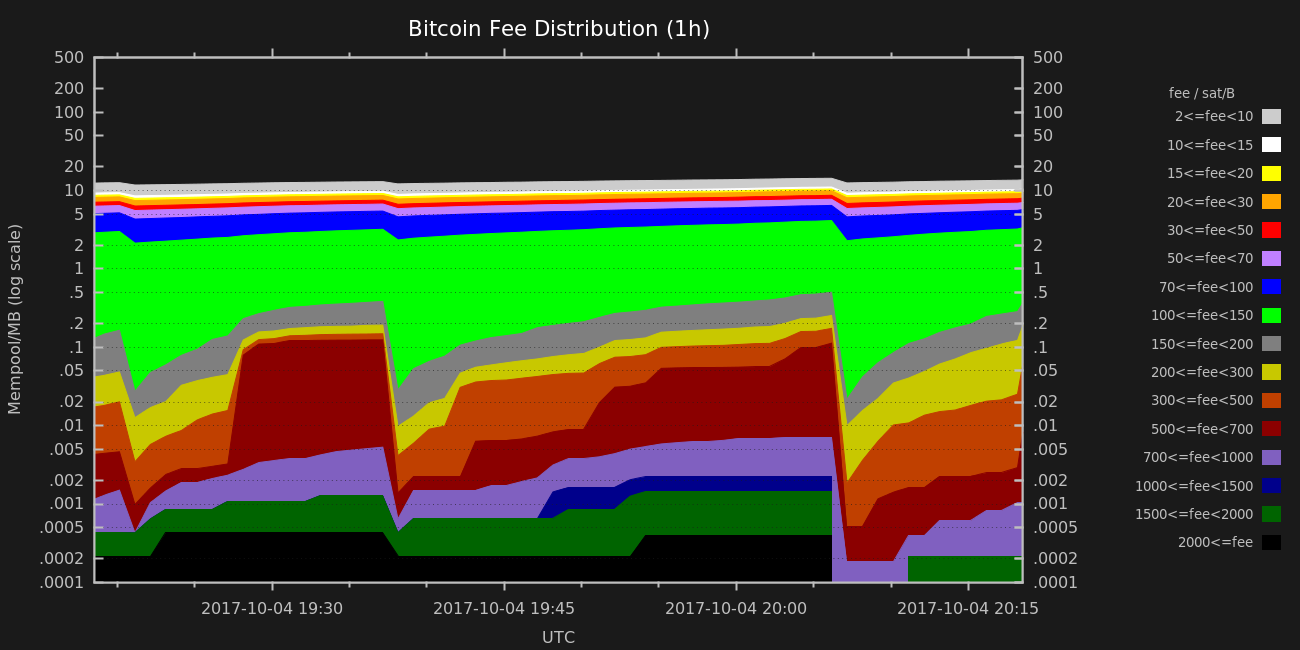 Bitcoin Fee Distribution (1h)
Mempool/MB (log scale)
500
200
100
50
20
10
5
2
1
.5
.2
.1
.05
.02
.01
.005
.002
.001
.0005
.0002
.0001
500
200
100
50
20
10
5
2
1
.5
.2
.1
.05
.02
.01
.005
.002
.001
.0005
.0002
.0001
fee / sat/B
2<=fee<10
10<=fee<15
15<=fee<20
20<=fee<30
30<=fee<50
50<=fee<70
70<=fee<100
100<=fee<150
150<=fee<200
200<=fee<300
300<=fee<500
500<=fee<700
700<=fee<1000
1000<=fee<1500
1500<=fee<2000
2000<=fee
2017-10-04 19:30
2017-10-04 19:45
2017-10-04 20:00
2017-10-04 20:15
UTC